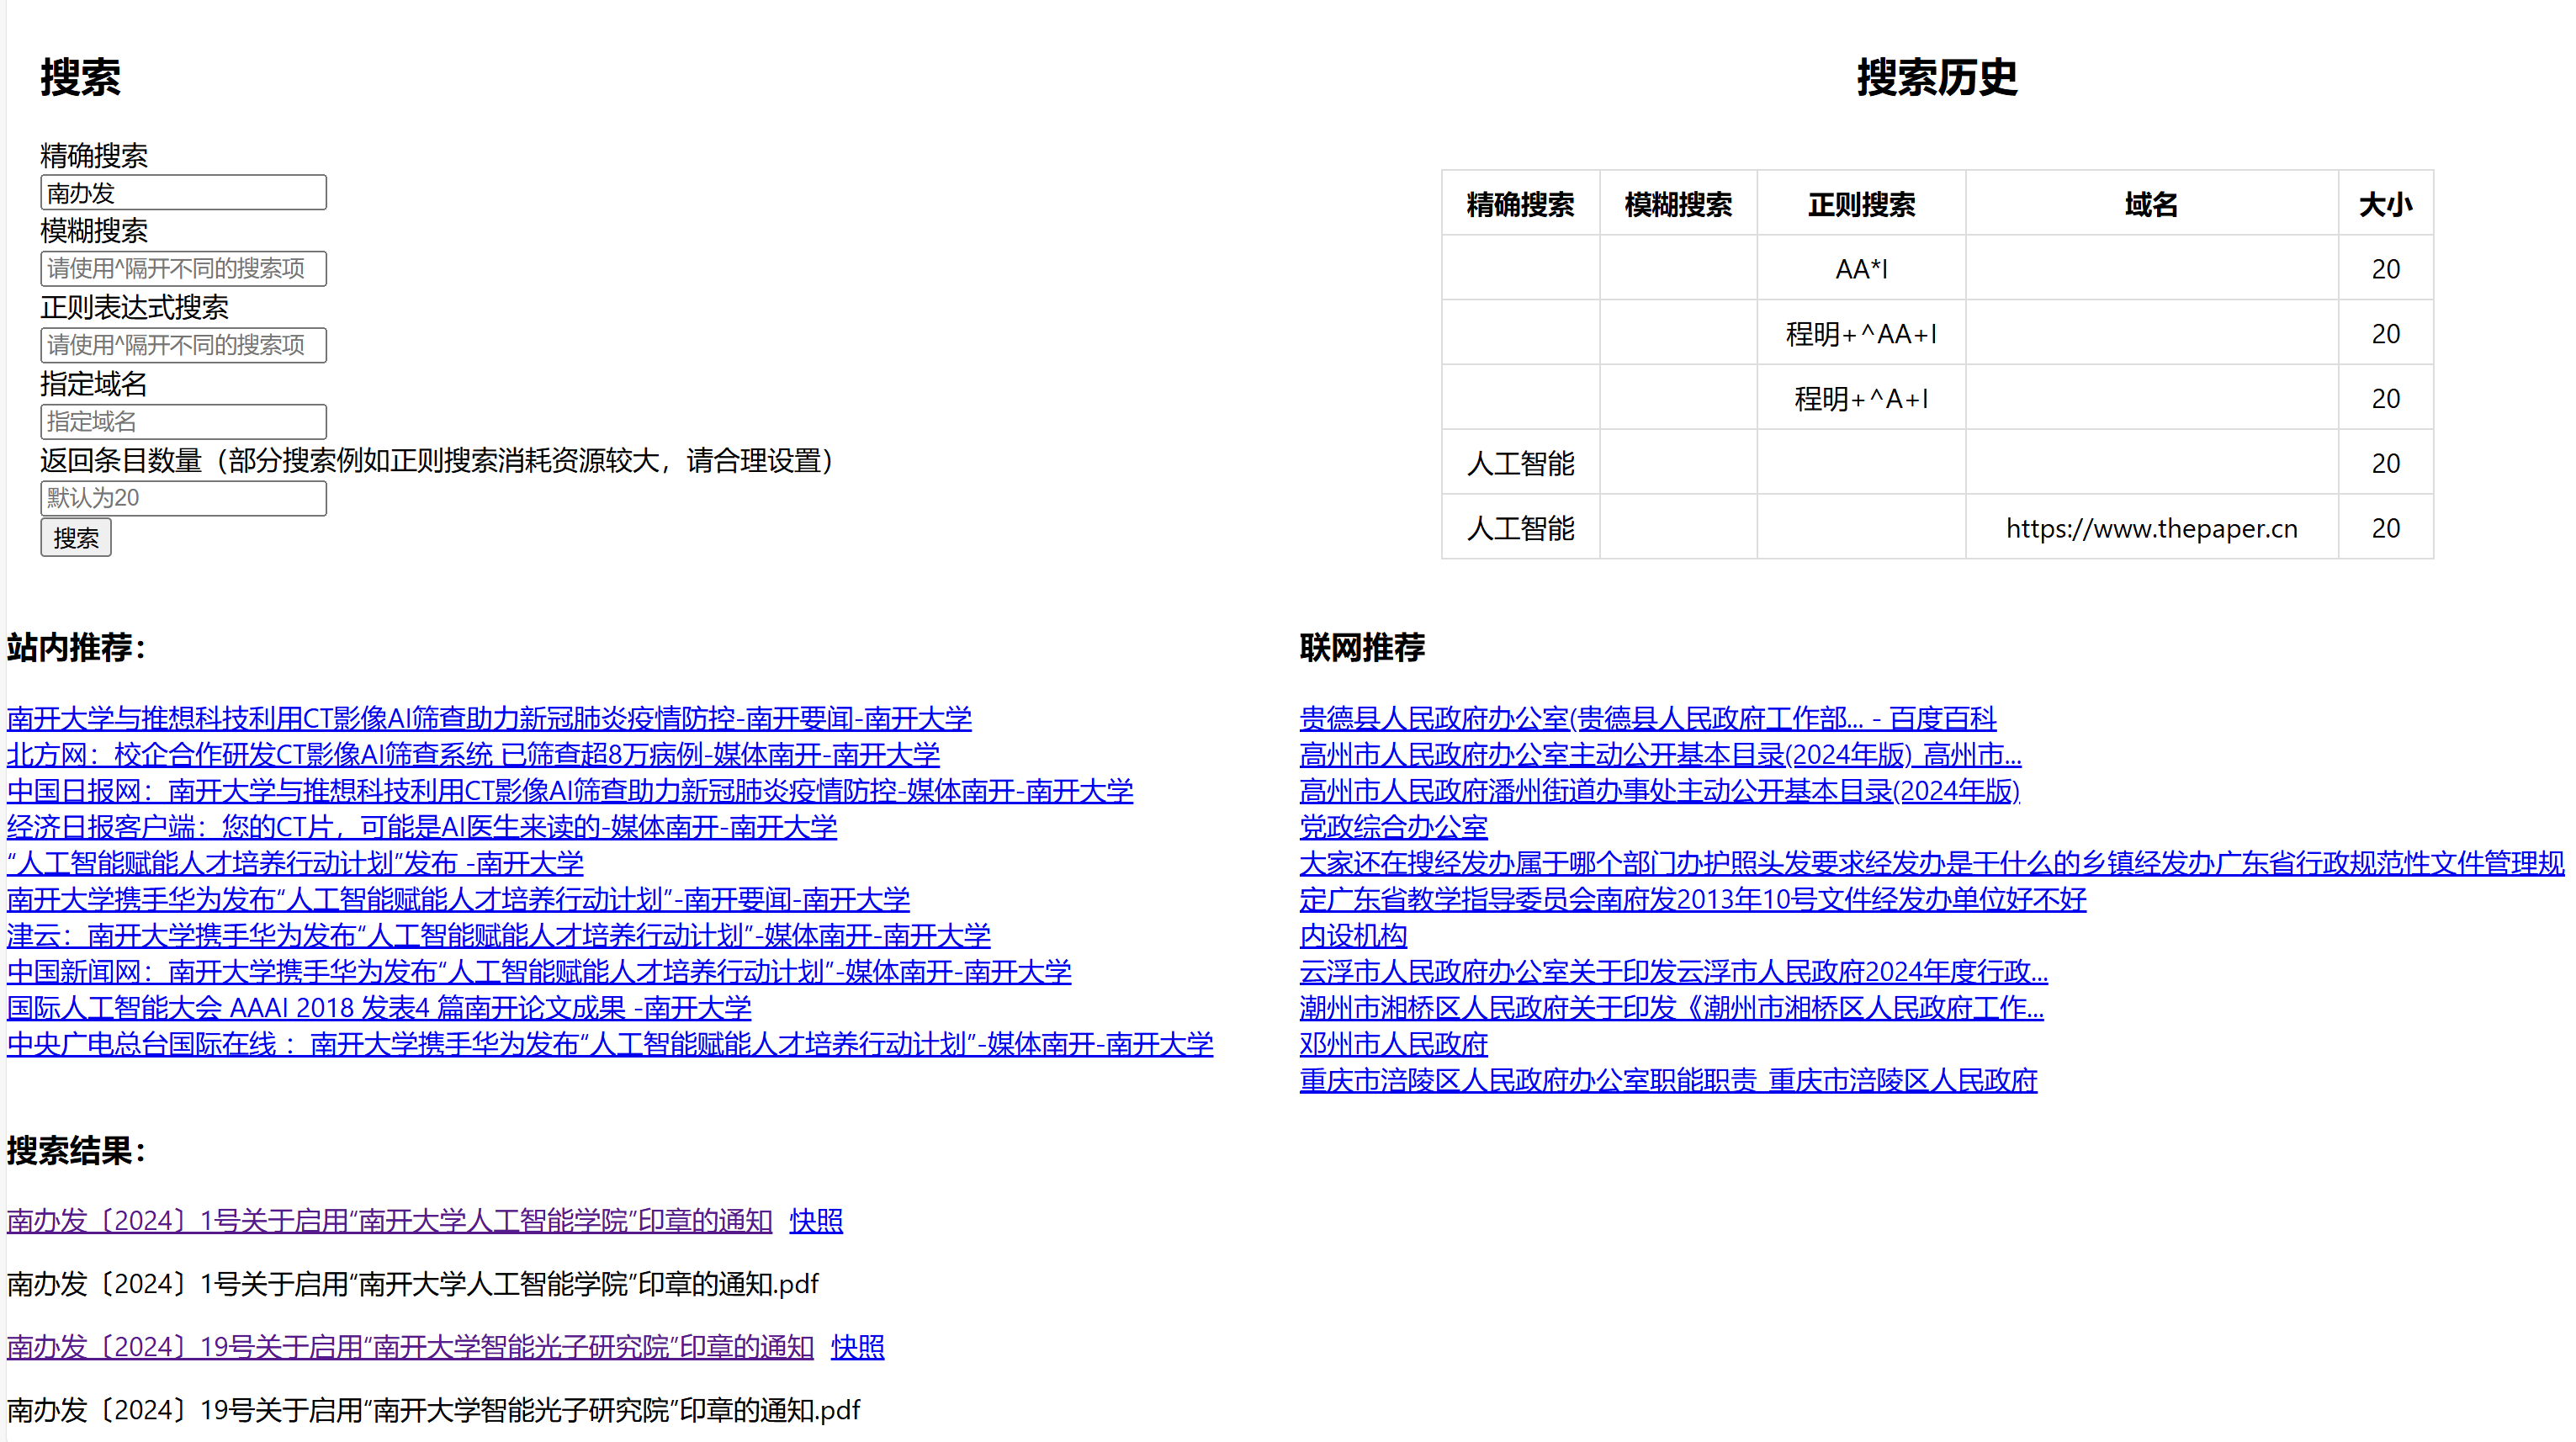 搜索
精确搜索
南办发
模糊搜索
请使用^隔开不同的搜索项
正则表达式搜索
请使用^隔开不同的搜索项
指定域名
指定域名
返回条目数量（部分搜索例如正则搜索消耗资源较大，请合理设置）
默认为20
搜索
搜索历史
精确搜索 模糊搜索 正则搜索 域名 大小
AA*I 20
程明+^AA+I 20
程明+^A+I 20
人工智能 20
人工智能 https://www.thepaper.cn 20
站内推荐：
南开大学与推想科技利用CT影像AI筛查助力新冠肺炎疫情防控-南开要闻-南开大学
北方网：校企合作研发CT影像AI筛查系统 已筛查超8万病例-媒体南开-南开大学
中国日报网：南开大学与推想科技利用CT影像AI筛查助力新冠肺炎疫情防控-媒体南开-南开大学
经济日报客户端：您的CT片，可能是AI医生来读的-媒体南开-南开大学
“人工智能赋能人才培养行动计划”发布 -南开大学
南开大学携手华为发布“人工智能赋能人才培养行动计划”-南开要闻-南开大学
津云：南开大学携手华为发布“人工智能赋能人才培养行动计划”-媒体南开-南开大学
中国新闻网：南开大学携手华为发布“人工智能赋能人才培养行动计划”-媒体南开-南开大学
国际人工智能大会 AAAI 2018 发表4 篇南开论文成果 -南开大学
中央广电总台国际在线 ：南开大学携手华为发布“人工智能赋能人才培养行动计划”-媒体南开-南开大学
联网推荐
贵德县人民政府办公室(贵德县人民政府工作部... - 百度百科
高州市人民政府办公室主动公开基本目录(2024年版)_高州市...
高州市人民政府潘州街道办事处主动公开基本目录(2024年版)
党政综合办公室
大家还在搜经发办属于哪个部门办护照头发要求经发办是干什么的乡镇经发办广东省行政规范性文件管理规
定广东省教学指导委员会南府发2013年10号文件经发办单位好不好
内设机构
云浮市人民政府办公室关于印发云浮市人民政府2024年度行政...
潮州市湘桥区人民政府关于印发《潮州市湘桥区人民政府工作...
邓州市人民政府
重庆市涪陵区人民政府办公室职能职责_重庆市涪陵区人民政府
搜索结果：
南办发〔2024〕1号关于启用“南开大学人工智能学院”印章的通知 快照
南办发〔2024〕1号关于启用“南开大学人工智能学院”印章的通知.pdf
南办发〔2024〕19号关于启用“南开大学智能光子研究院”印章的通知 快照
南办发〔2024〕19号关于启用“南开大学智能光子研究院”印章的通知.pdf